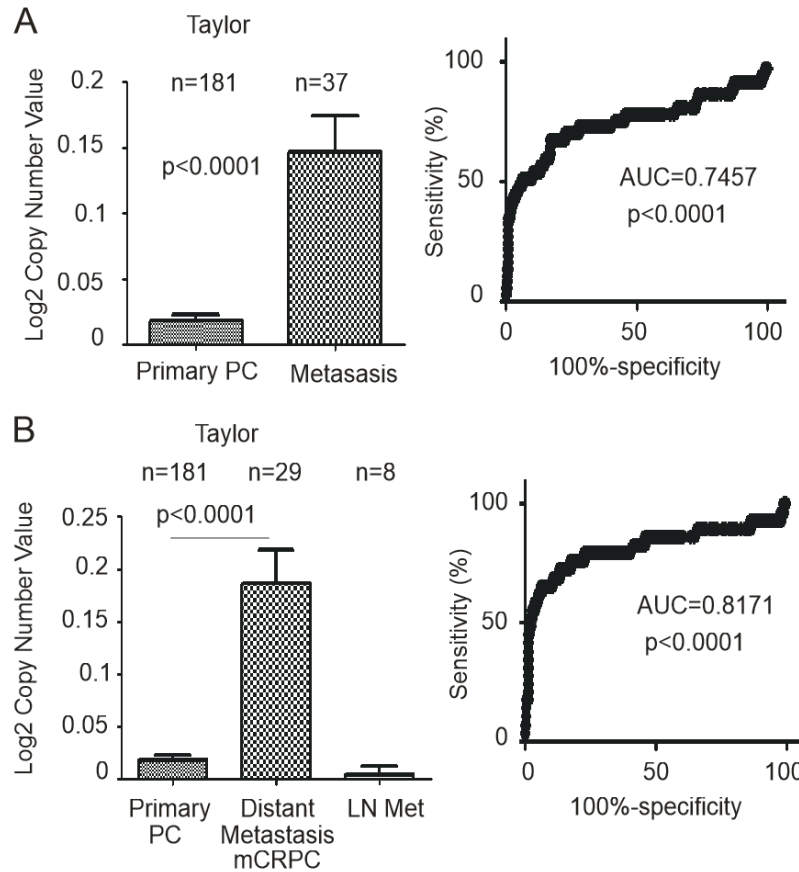 A
Taylor
n=181
n=37
p<0.0001
Log2 Copy Number Value
0.2
0.15
0.1
0.05
0
Primary PC
Metasasis
Sensitivity (%)
100
50
0
AUC=0.7457
p<0.0001
0
50
100
100%-specificity
B
Taylor
n=181
n=29
n=8
p<0.0001
Log2 Copy Number Value
0.25
0.2
0.15
0.1
0.05
0
Primary
PC
Distant
Metastasis
mCRPC
LN Met
Sensitivity (%)
100
50
0
AUC=0.8171
p<0.0001
0
50
100
100%-specificity